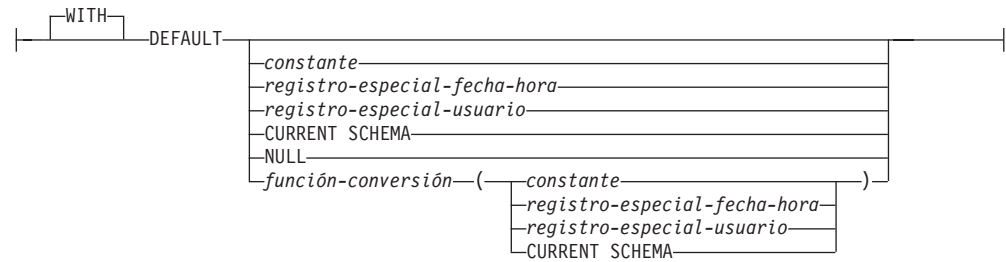 WITH
DEFAULT
constante
registro-especial-fecha-hora
registro-especial-usuario
CURRENT SCHEMA
NULL
función-conversión ( constante )
registro-especial-fecha-hora
registro-especial-usuario
CURRENT SCHEMA